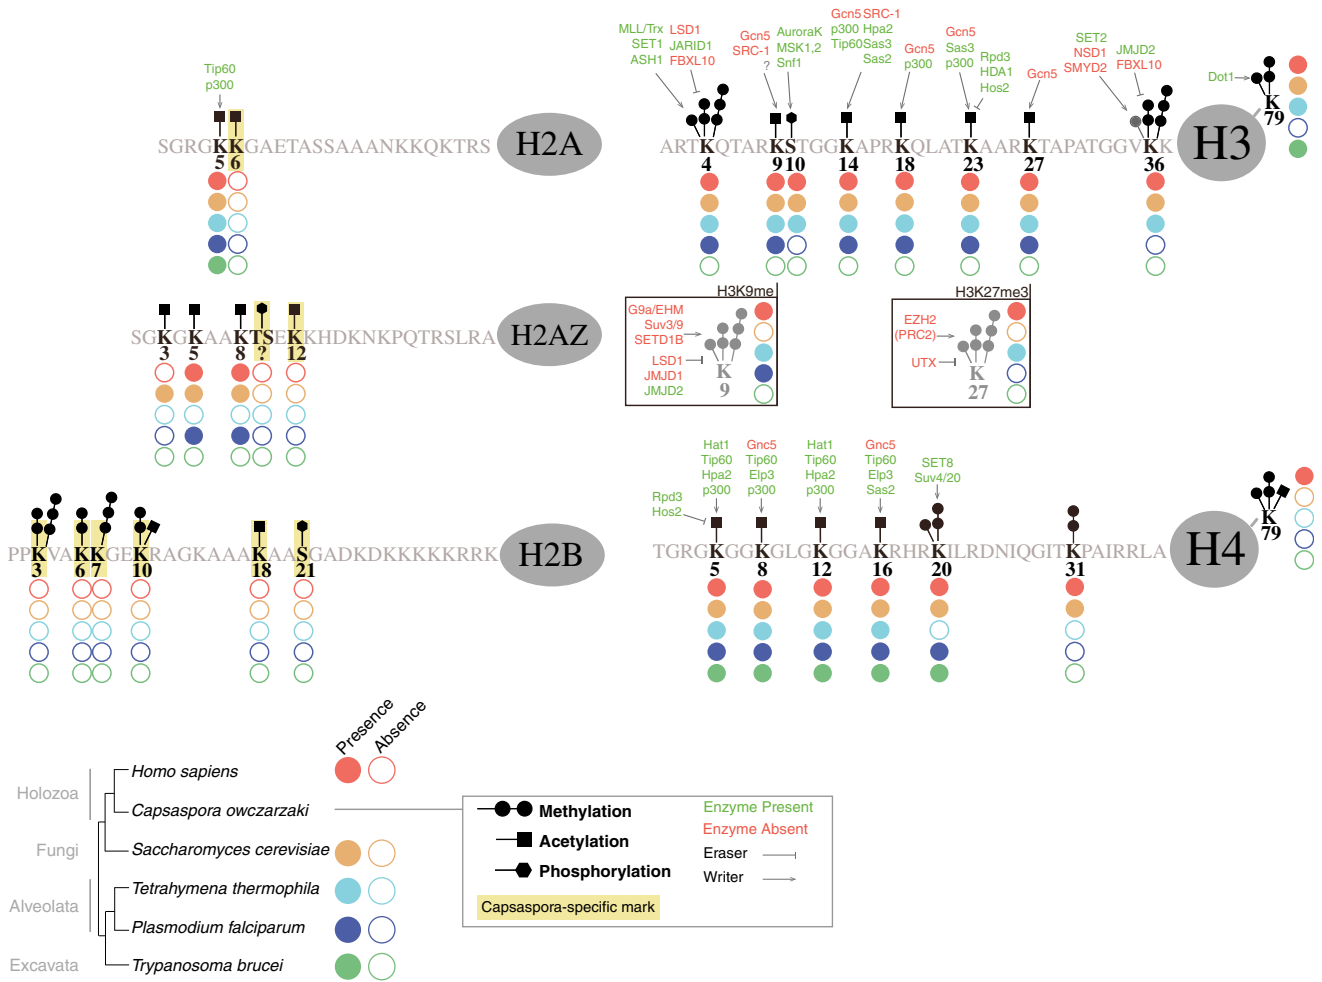 Tip60
p300
SGRGKKGAETASSAAANKKQKTRS
5 6
H2A
MLL/Trx
SET1
ASH1
LSD1
JARID1
FBXL10
Gcn5
SRC-1
?
AuroraK
MSK1,2
Snf1
Gcn5 SRC-1
p300 Hpa2
Tip60 Sas3
Sas2
Gcn5
p300
Gcn5
Sas3
p300
Rpd3
HDA1
Hos2
Gcn5
SET2
NSD1
SMYD2
JMJD2
FBXL10
Dot1
K
79
ARTKQTARKSTGGKAPRKQLATKAARKTAPATGGVKK
4 9 10 14 18 23 27 36
H3
SGKGKAAKTSEKKHDKNKPQTRSLRA
3 5 8 ? 12
H2AZ
H3K9me
G9a/EHM
Suv3/9
SETD1B
LSD1
JMJD1
JMJD2
K
9
H3K27me3
EZH2
(PRC2)
UTX
K
27
PPKVAKKGEKRAGKAAAKAASGADKDKKKKKRRK
3 6 7 10 18 21
H2B
Rpd3
Hos2
Hat1
Tip60
Hpa2
p300
Gnc5
Tip60
Elp3
p300
Hat1
Tip60
Hpa2
p300
Gnc5
Tip60
Elp3
Sas2
SET8
Suv4/20
TGRGKGGKGLGKGGAKRHRKILRDNIQGITKPAIRRLA
5 8 12 16 20 31
H4
K
79
Presence
Absence
Holozoa
Homo sapiens
Capsaspora owczarzaki
Fungi
Saccharomyces cerevisiae
Alveolata
Tetrahymena thermophila
Plasmodium falciparum
Excavata
Trypanosoma brucei
Methylation
Acetylation
Phosphorylation
Capsaspora-specific mark
Enzyme Present
Enzyme Absent
Eraser
Writer